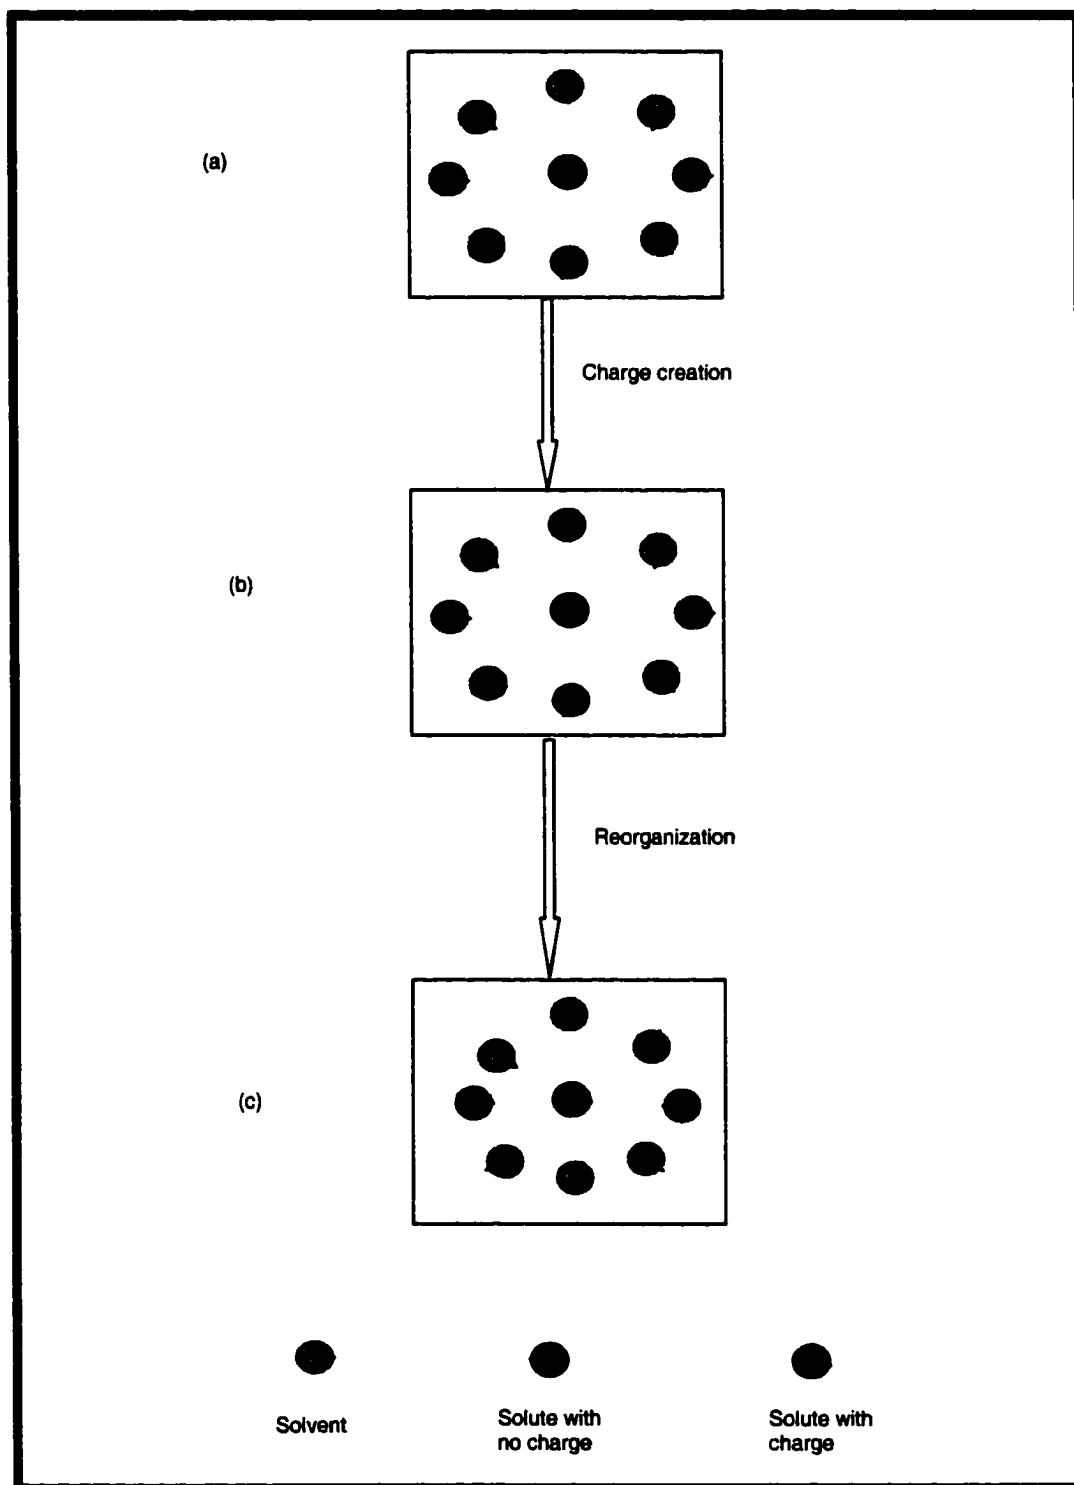 (a)
Charge creation
(b)
Reorganization
(c)
Solvent
Solute with
no charge
Solute with
charge